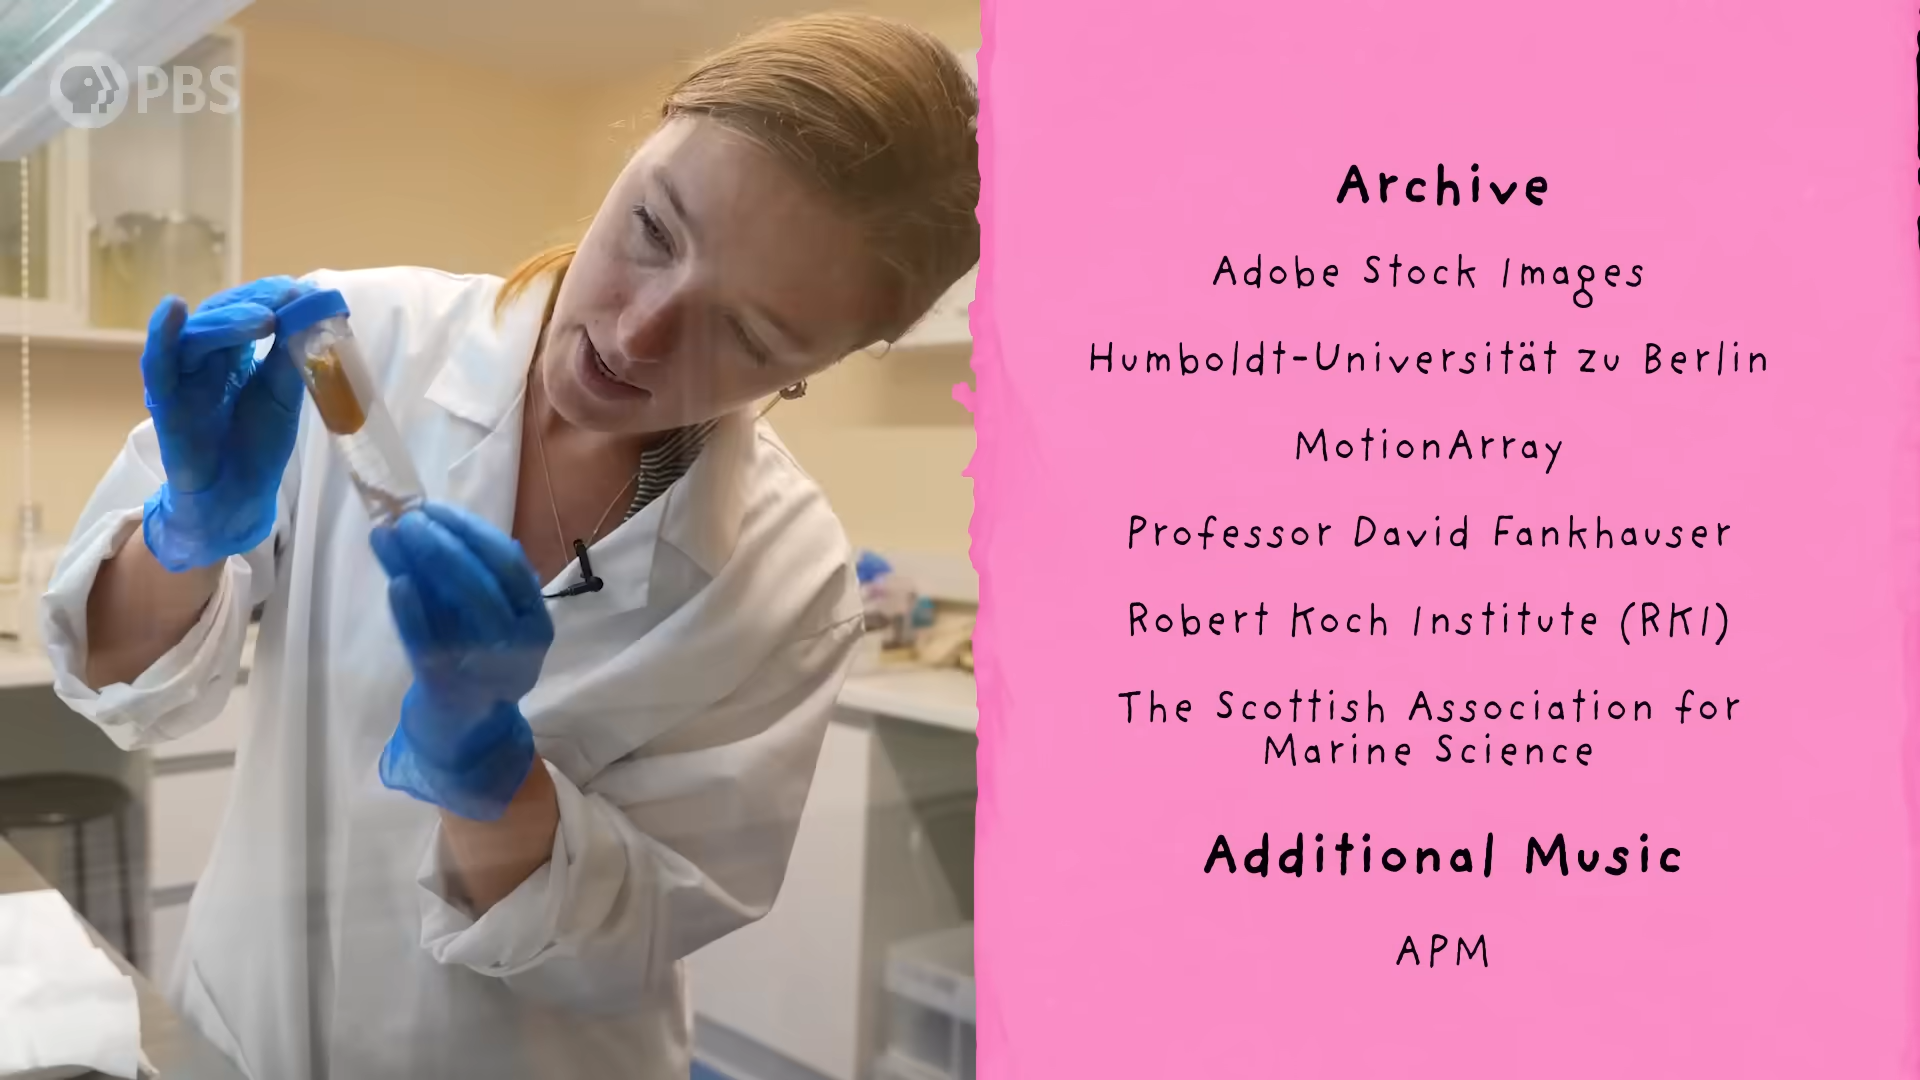 PBS
Archive
Adobe Stock Images
Humboldt-Universität zu Berlin
MotionArray
Professor David Fankhauser
Robert Koch Institute (RKI)
The Scottish Association for
Marine Science
Additional Music
APM